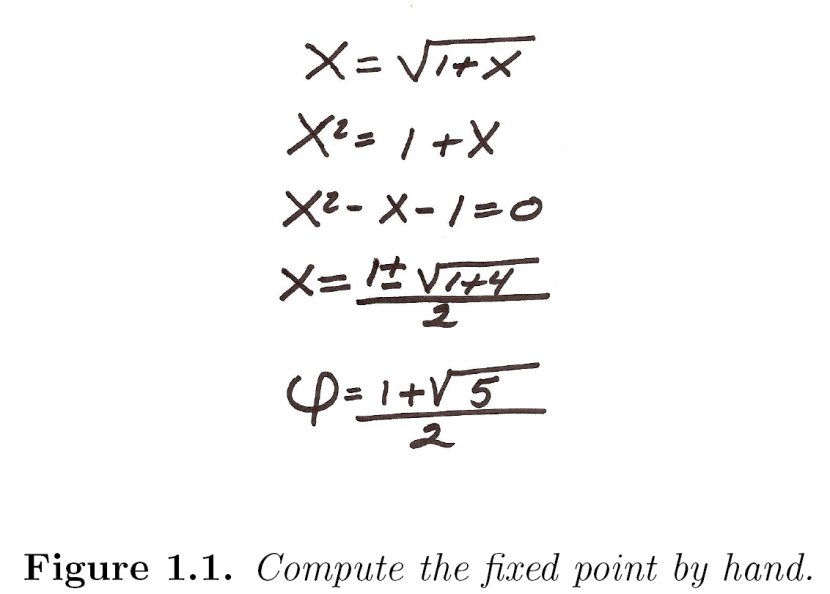 X = √(1+X)
X² = 1 + X
X² - X - 1 = 0
X = (1 ± √(1+4))/2
φ = (1 + √5)/2
Figure 1.1. Compute the fixed point by hand.